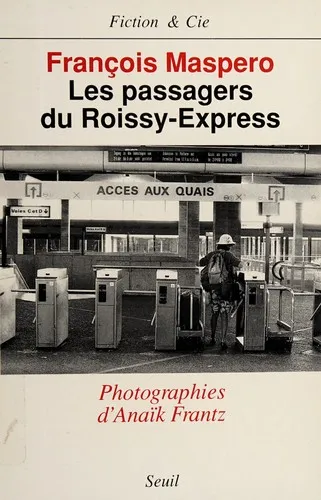 Fiction & Cie
François Maspero
Les passagers
du Roissy-Express
ACCES AUX QUAIS
Voies C et D
Photographies
d'Anaïk Frantz
Seuil